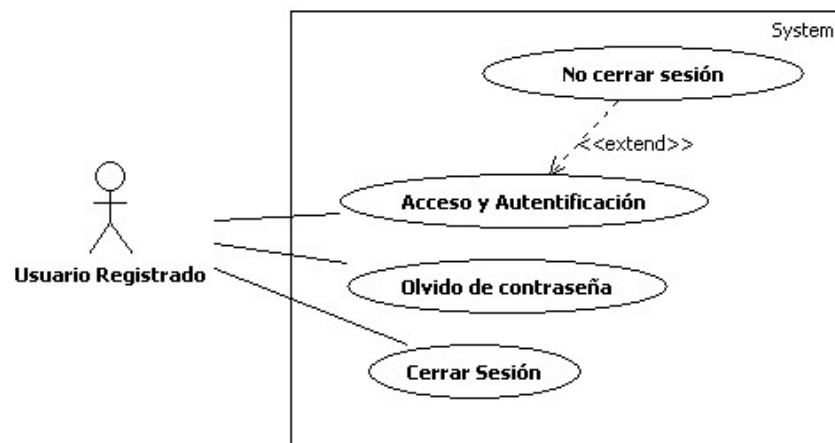 System
No cerrar sesión
<<extend>>
Acceso y Autentificación
Usuario Registrado
Olvido de contraseña
Cerrar Sesión